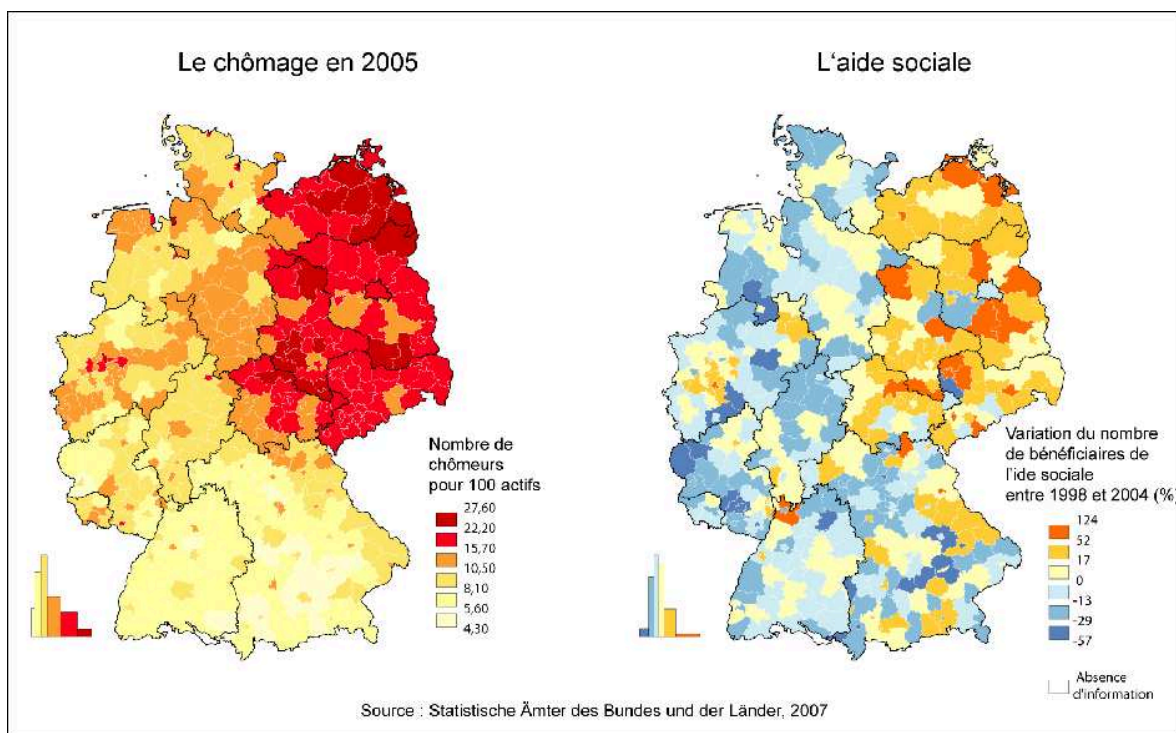 Le chômage en 2005
L'aide sociale
Nombre de
chômeurs
pour 100 actifs
27,60
22,20
15,70
10,50
8,10
5,60
4,30
Variation du nombre
de bénéficiaires de
l'ide sociale
entre 1998 et 2004 (%)
124
52
17
0
-13
-29
-57
Absence
d'information
Source : Statistische Ämter des Bundes und der Länder, 2007